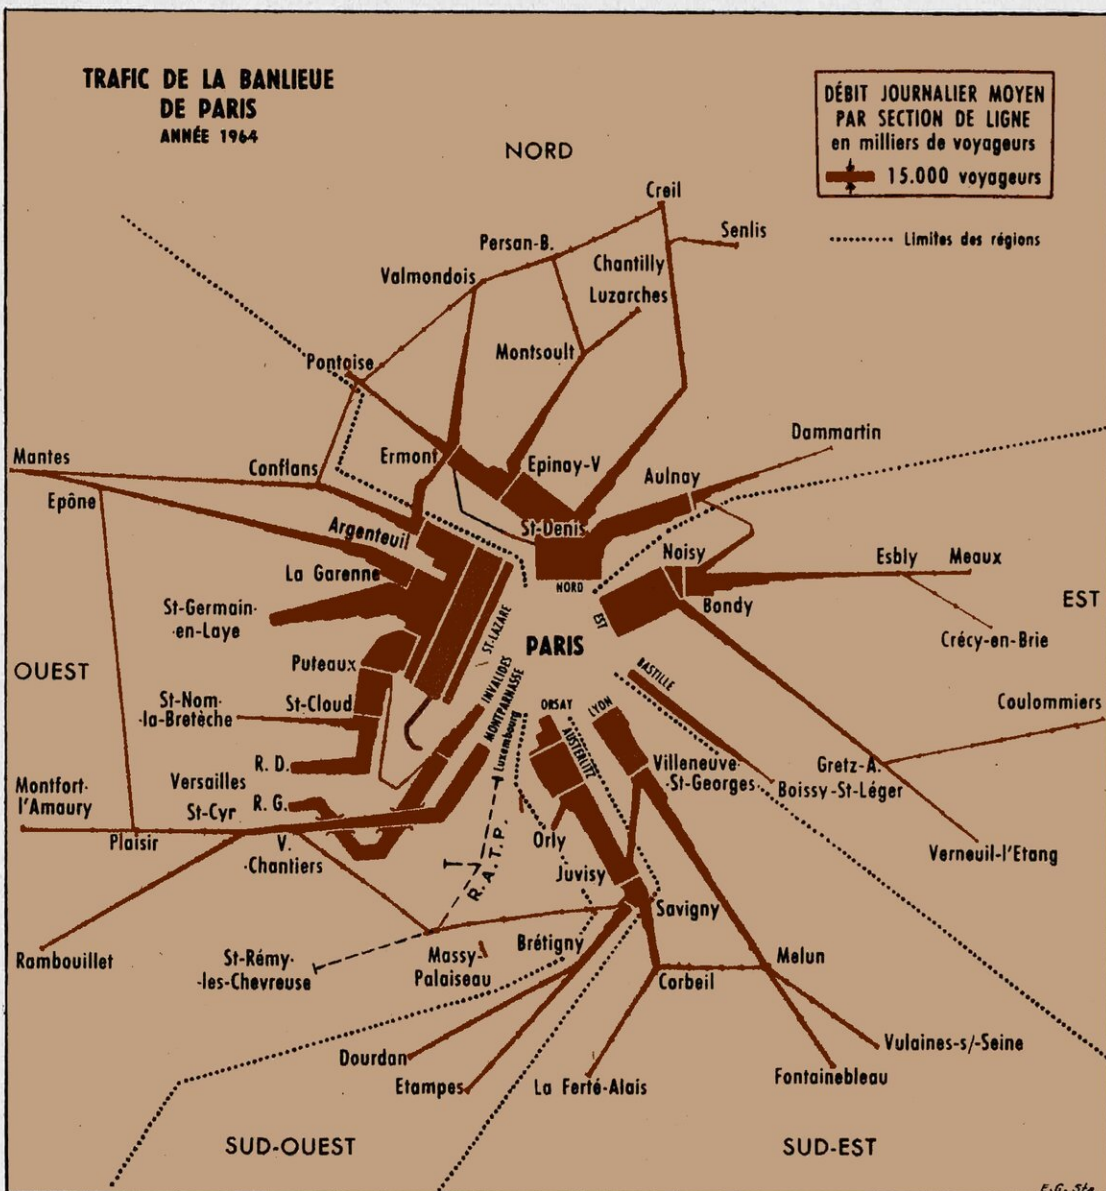 TRAFIC DE LA BANLIEUE
DE PARIS
ANNÉE 1964
DÉBIT JOURNALIER MOYEN
PAR SECTION DE LIGNE
en milliers de voyageurs
15.000 voyageurs
Limites des régions
NORD
Creil
Senlis
Persan-B.
Chantilly
Valmondois
Luzarches
Montsoult
Pontoise
Dammartin
Mantes
Conflans
Ermont
Epinay-V
Aulnay
Epône
Argenteuil
St-Denis
La Garenne
NORD
Noisy
Esbly
Meaux
St-Germain-
-en-Laye
ST-LAZARE
EST
Bondy
EST
Crécy-en-Brie
PARIS
OUEST
Puteaux
INVALIDES
MONTPARNASSE
BASTILLE
St-Nom-
-la-Bretèche
St-Cloud
Luxembourg
ORSAY
AUSTERLITZ
LYON
Coulommiers
R. D.
Versailles
Villeneuve-
-St-Georges
Gretz-A.
Boissy-St-Léger
Montfort-
l'Amaury
R. G.
St-Cyr
Plaisir
V.
Chantiers
R.A.T.P.
Orly
Verneuil-l'Etang
Juvisy
Savigny
Rambouillet
St-Rémy-
-les-Chevreuse
Massy-
Palaiseau
Brétigny
Corbeil
Melun
Dourdan
Etampes
La Ferté-Alais
Vulaines-s/-Seine
Fontainebleau
SUD-OUEST
SUD-EST
F.G. Ste